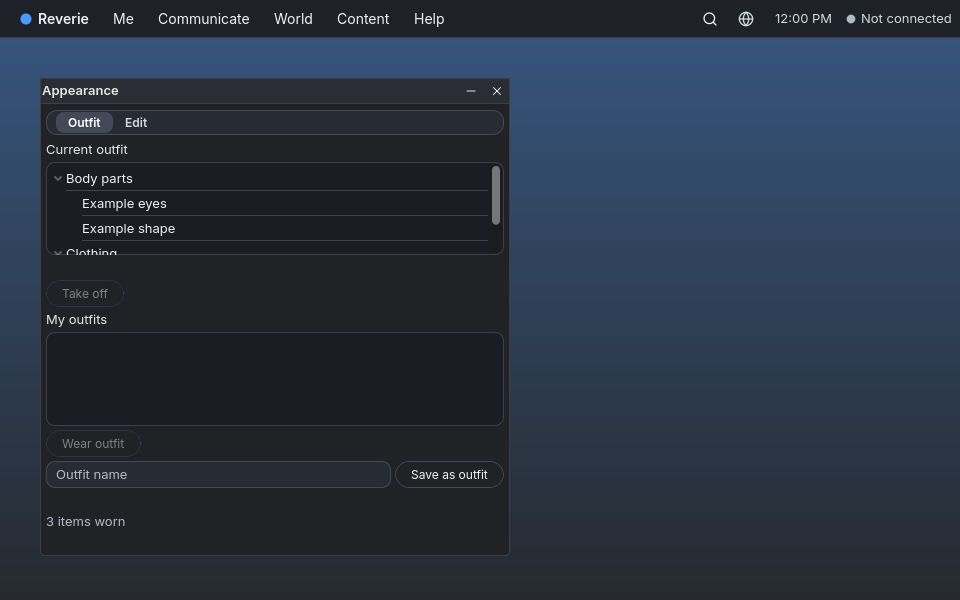 Reverie Me Communicate World Content Help 12:00 PM Not connected
Appearance
Outfit Edit
Current outfit
Body parts
Example eyes
Example shape
Clothing
Take off
My outfits
Wear outfit
Outfit name Save as outfit
3 items worn